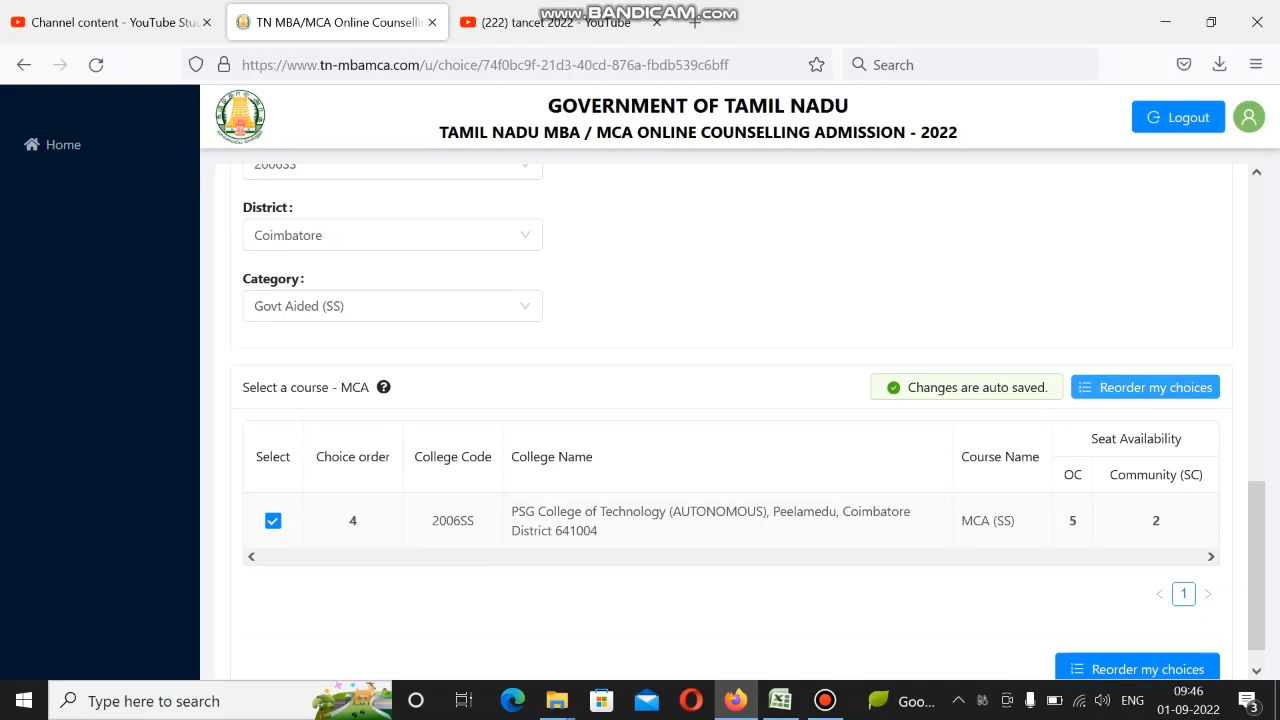 www.BANDICAM.com
Channel content - YouTube Stu
TN MBA/MCA Online Counselli
(222) tancet 2022 - YouTube
https://www.tn-mbamca.com/u/choice/74f0bc9f-21d3-40cd-876a-fbdb539c6bff
Search
GOVERNMENT OF TAMIL NADU
TAMIL NADU MBA / MCA ONLINE COUNSELLING ADMISSION - 2022
Logout
Home
2006SS
District :
Coimbatore
Category :
Govt Aided (SS)
Select a course - MCA
Changes are auto saved.
Reorder my choices
Select
Choice order
College Code
College Name
Course Name
Seat Availability
OC
Community (SC)
4
2006SS
PSG College of Technology (AUTONOMOUS), Peelamedu, Coimbatore
District 641004
MCA (SS)
5
2
1
Reorder my choices
Type here to search
Goo...
ENG
09:46
01-09-2022
3